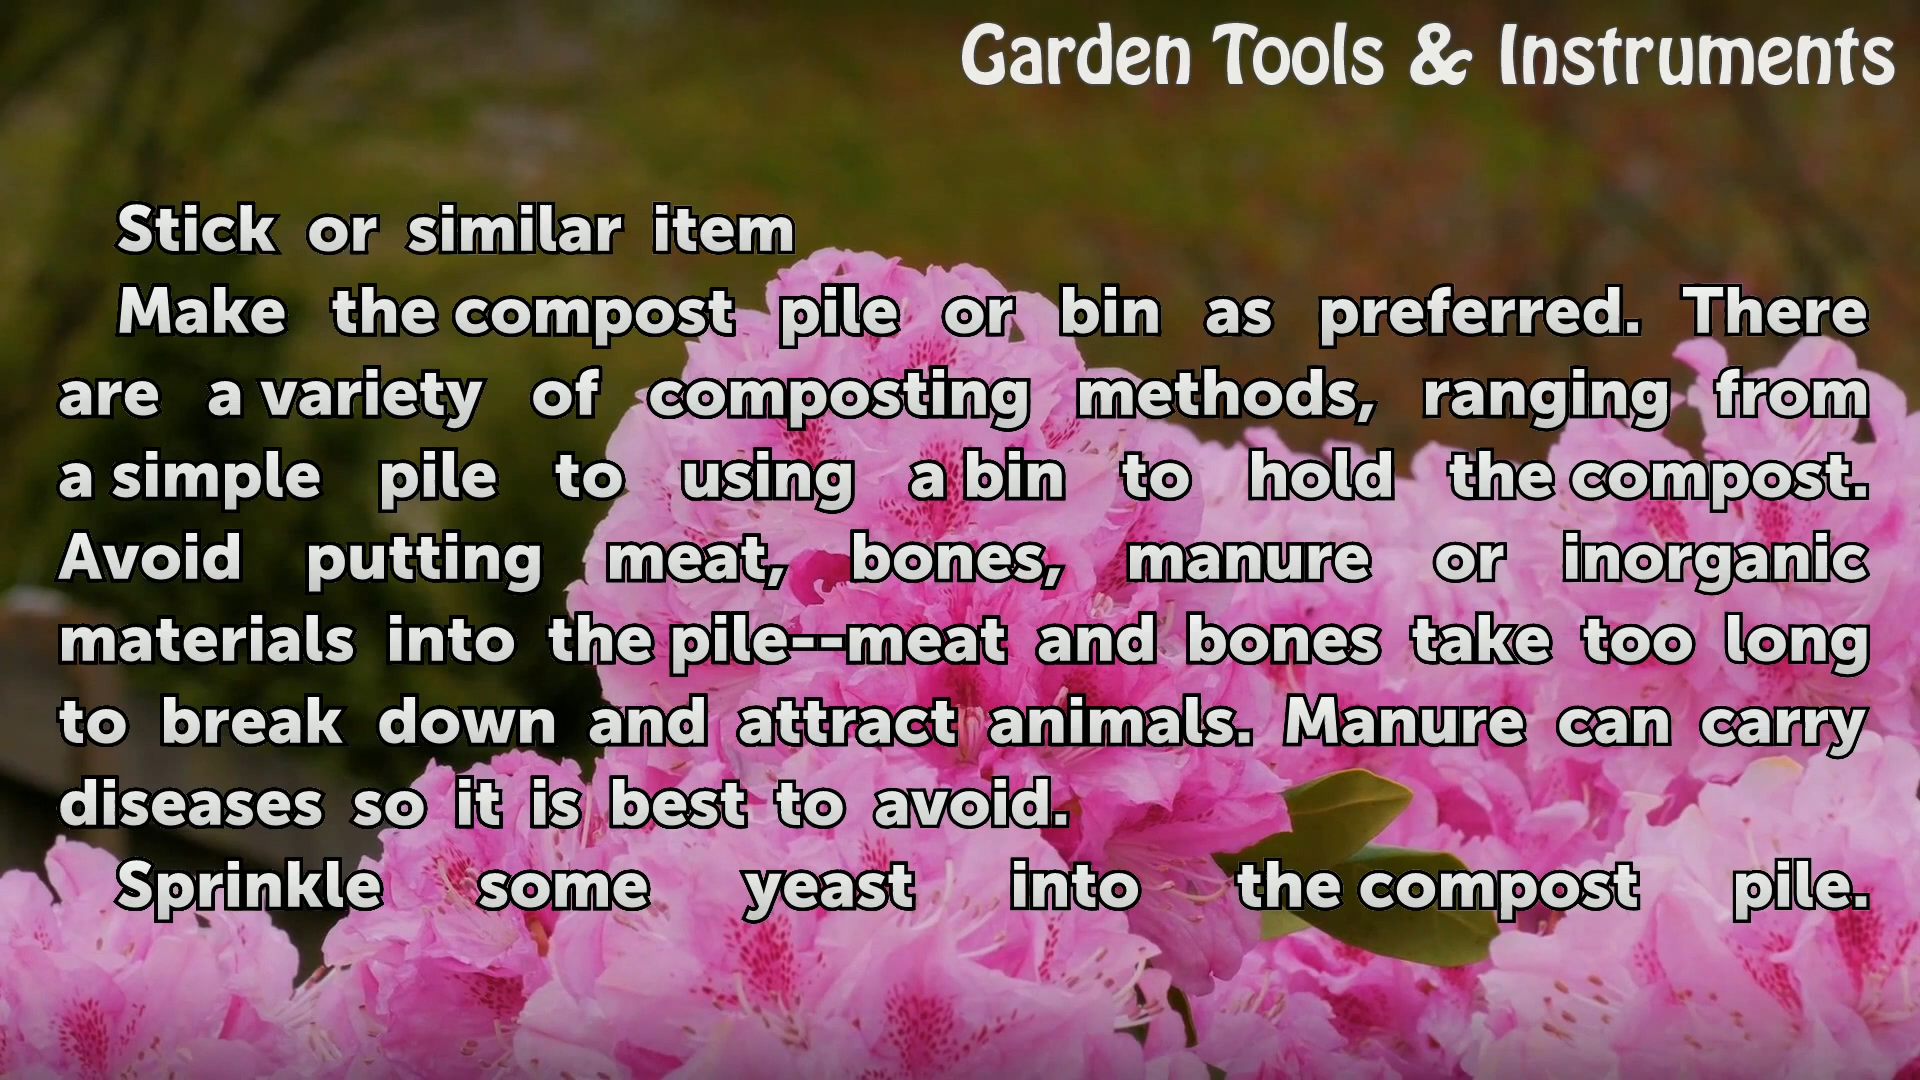 Garden Tools & Instruments
Stick or similar item
Make the compost pile or bin as preferred. There
are a variety of composting methods, ranging from
a simple pile to using a bin to hold the compost.
Avoid putting meat, bones, manure or inorganic
materials into the pile--meat and bones take too long
to break down and attract animals. Manure can carry
diseases so it is best to avoid.
Sprinkle some yeast into the compost pile.